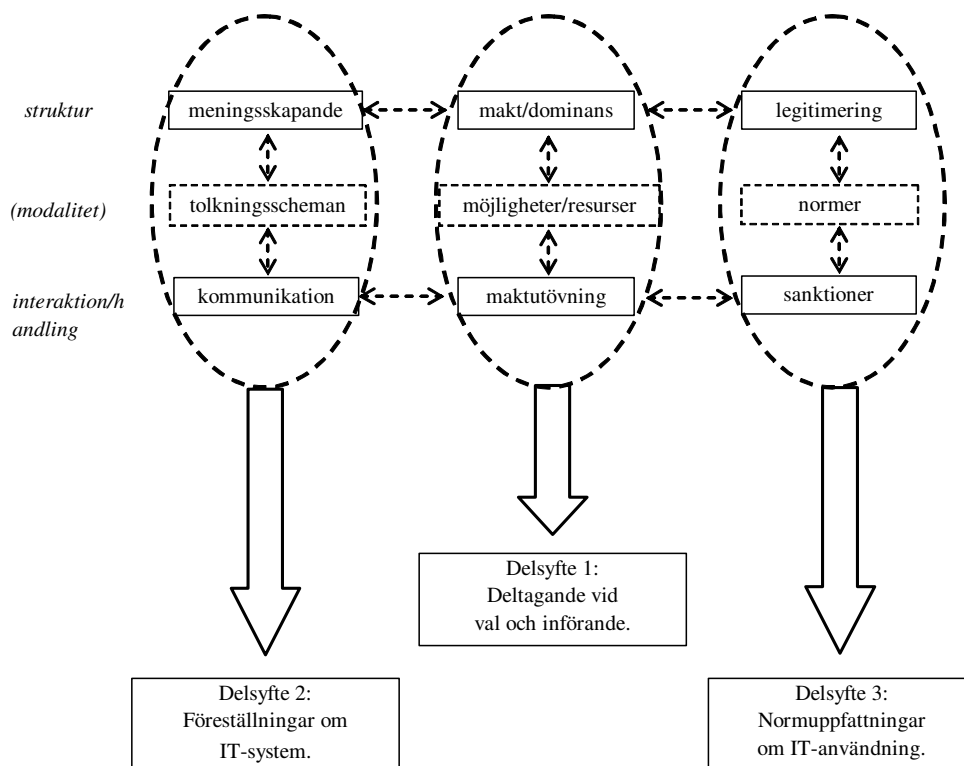 struktur
meningsskapande
makt/dominans
legitimering
(modalitet)
tolkningsscheman
möjligheter/resurser
normer
interaktion/h
andling
kommunikation
maktutövning
sanktioner
Delsyfte 1:
Deltagande vid
val och införande.
Delsyfte 2:
Föreställningar om
IT-system.
Delsyfte 3:
Normuppfattningar
om IT-användning.